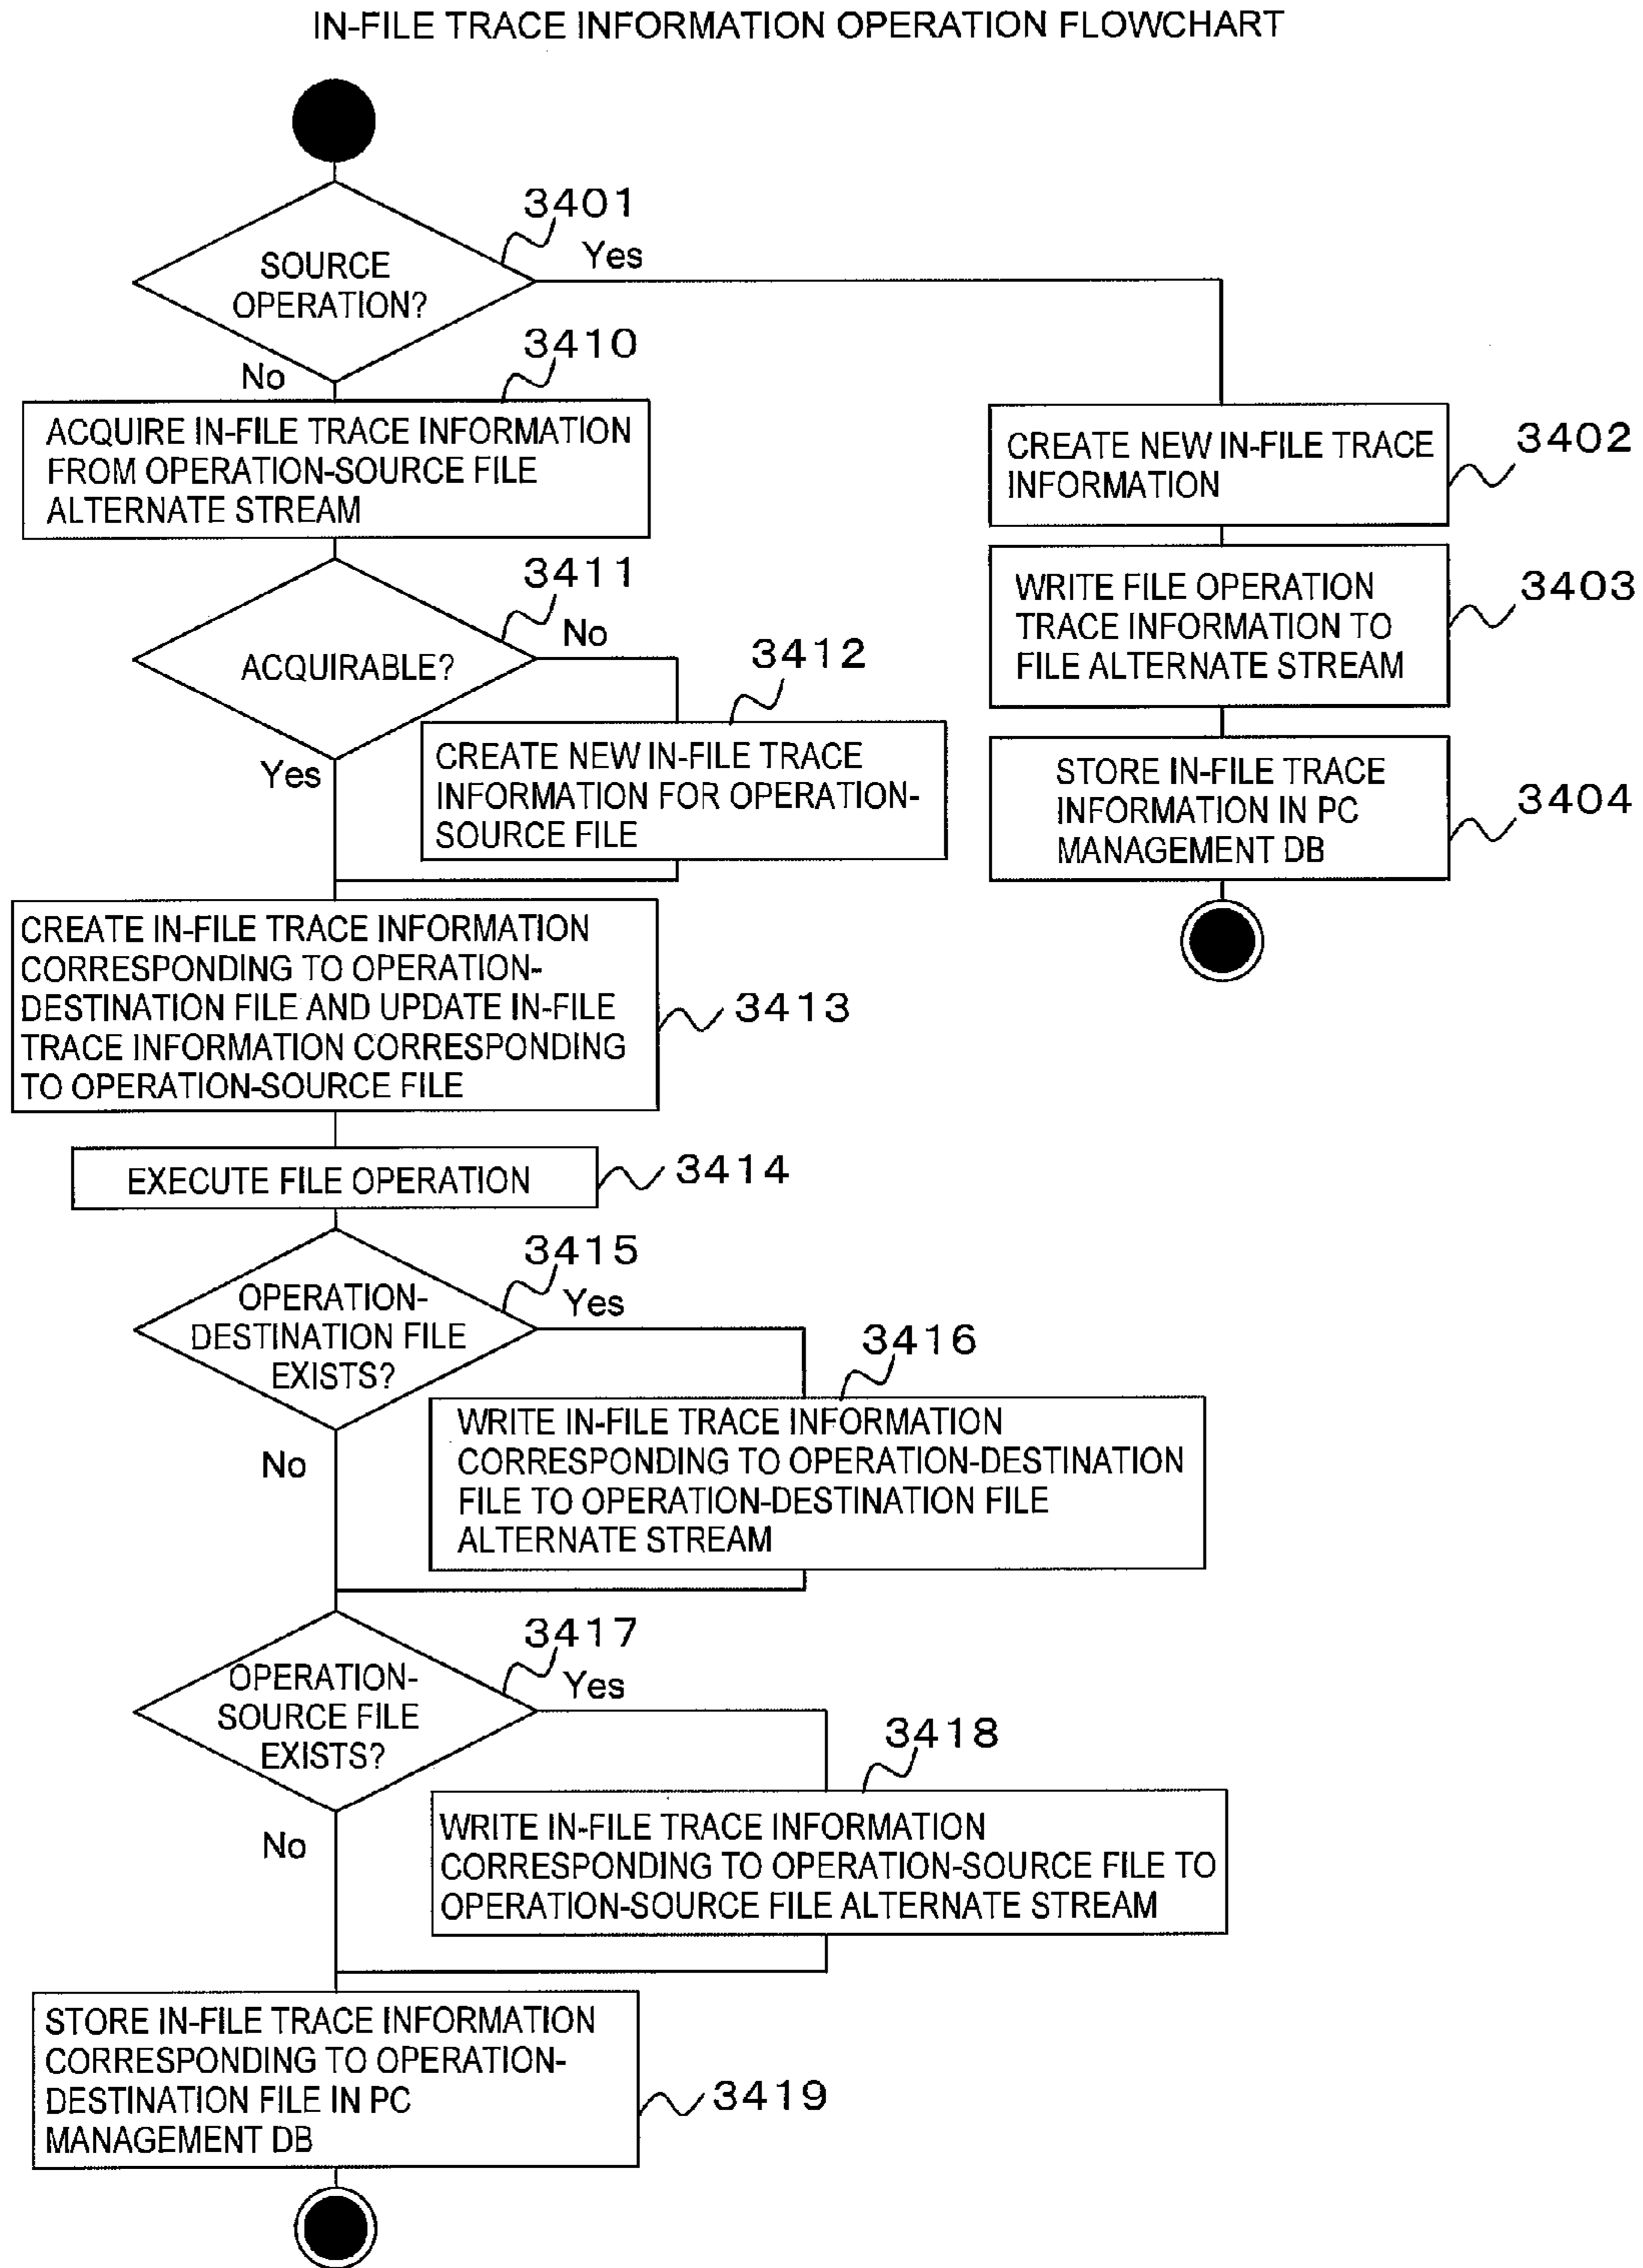 IN-FILE TRACE INFORMATION OPERATION FLOWCHART
3401
SOURCE
OPERATION?
Yes
No
3410
ACQUIRE IN-FILE TRACE INFORMATION
FROM OPERATION-SOURCE FILE
ALTERNATE STREAM
CREATE NEW IN-FILE TRACE
INFORMATION
3402
WRITE FILE OPERATION
TRACE INFORMATION TO
FILE ALTERNATE STREAM
3403
STORE IN-FILE TRACE
INFORMATION IN PC
MANAGEMENT DB
3404
3411
ACQUIRABLE?
No
Yes
3412
CREATE NEW IN-FILE TRACE
INFORMATION FOR OPERATION-
SOURCE FILE
CREATE IN-FILE TRACE INFORMATION
CORRESPONDING TO OPERATION-
DESTINATION FILE AND UPDATE IN-FILE
TRACE INFORMATION CORRESPONDING
TO OPERATION-SOURCE FILE
3413
EXECUTE FILE OPERATION
3414
3415
OPERATION-
DESTINATION FILE
EXISTS?
Yes
No
3416
WRITE IN-FILE TRACE INFORMATION
CORRESPONDING TO OPERATION-DESTINATION
FILE TO OPERATION-DESTINATION FILE
ALTERNATE STREAM
3417
OPERATION-
SOURCE FILE
EXISTS?
Yes
No
3418
WRITE IN-FILE TRACE INFORMATION
CORRESPONDING TO OPERATION-SOURCE FILE TO
OPERATION-SOURCE FILE ALTERNATE STREAM
STORE IN-FILE TRACE INFORMATION
CORRESPONDING TO OPERATION-
DESTINATION FILE IN PC
MANAGEMENT DB
3419